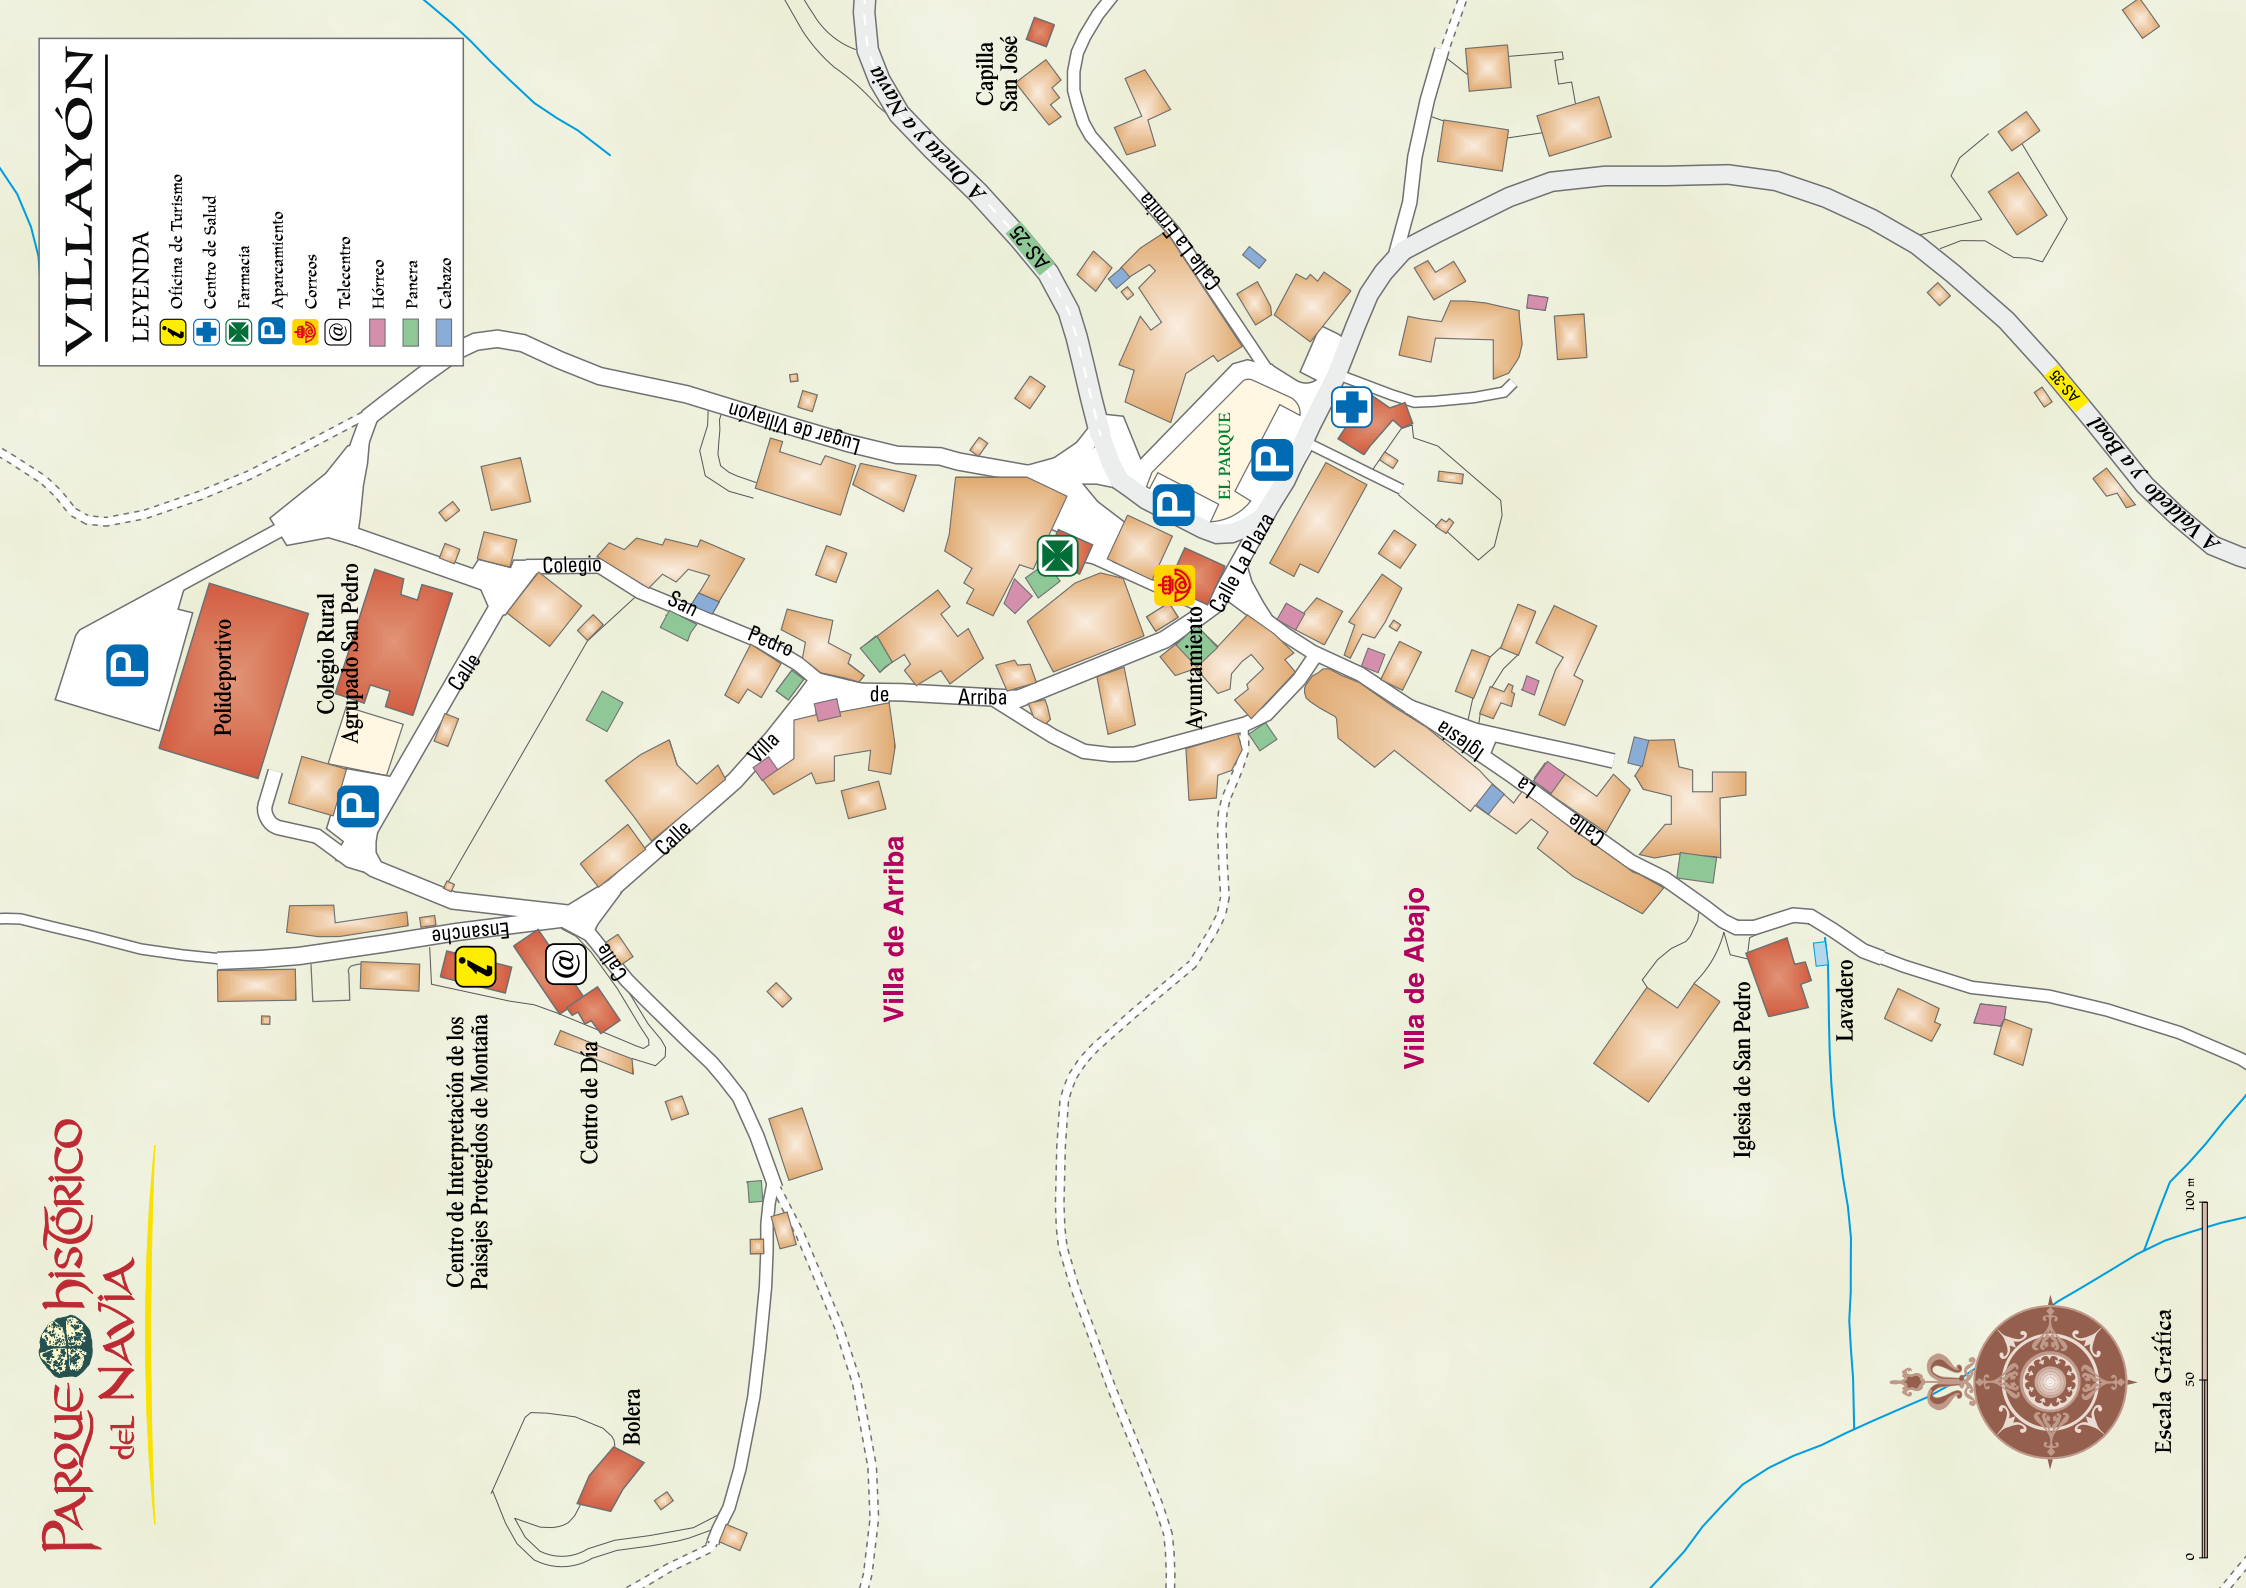 VILLAYÓN
LEYENDA
Oficina de Turismo
Centro de Salud
Farmacia
Aparcamiento
Correos
Telecentro
Hórreo
Panera
Cabazo
i
P
@
PARQUE HISTÓRICO
DEL NAVIA
P
Polideportivo
Colegio Rural
Agrupado San Pedro
P
Calle
Colegio
San
Pedro
Lugar de Villayón
Ensanche
i
@
Calle
Calle
Villa
de
Arriba
Centro de Interpretación de los
Paisajes Protegidos de Montaña
Centro de Día
Bolera
Villa de Arriba
Villa de Abajo
A Oneta y a Navia
AS-25
Capilla
San José
Calle La Ermita
EL PARQUE
P
P
Calle La Plaza
Ayuntamiento
Calle
La
Iglesia
Iglesia de San Pedro
Lavadero
AS-35
A Valdedo y a Boal
Escala Gráfica
0
50
100 m